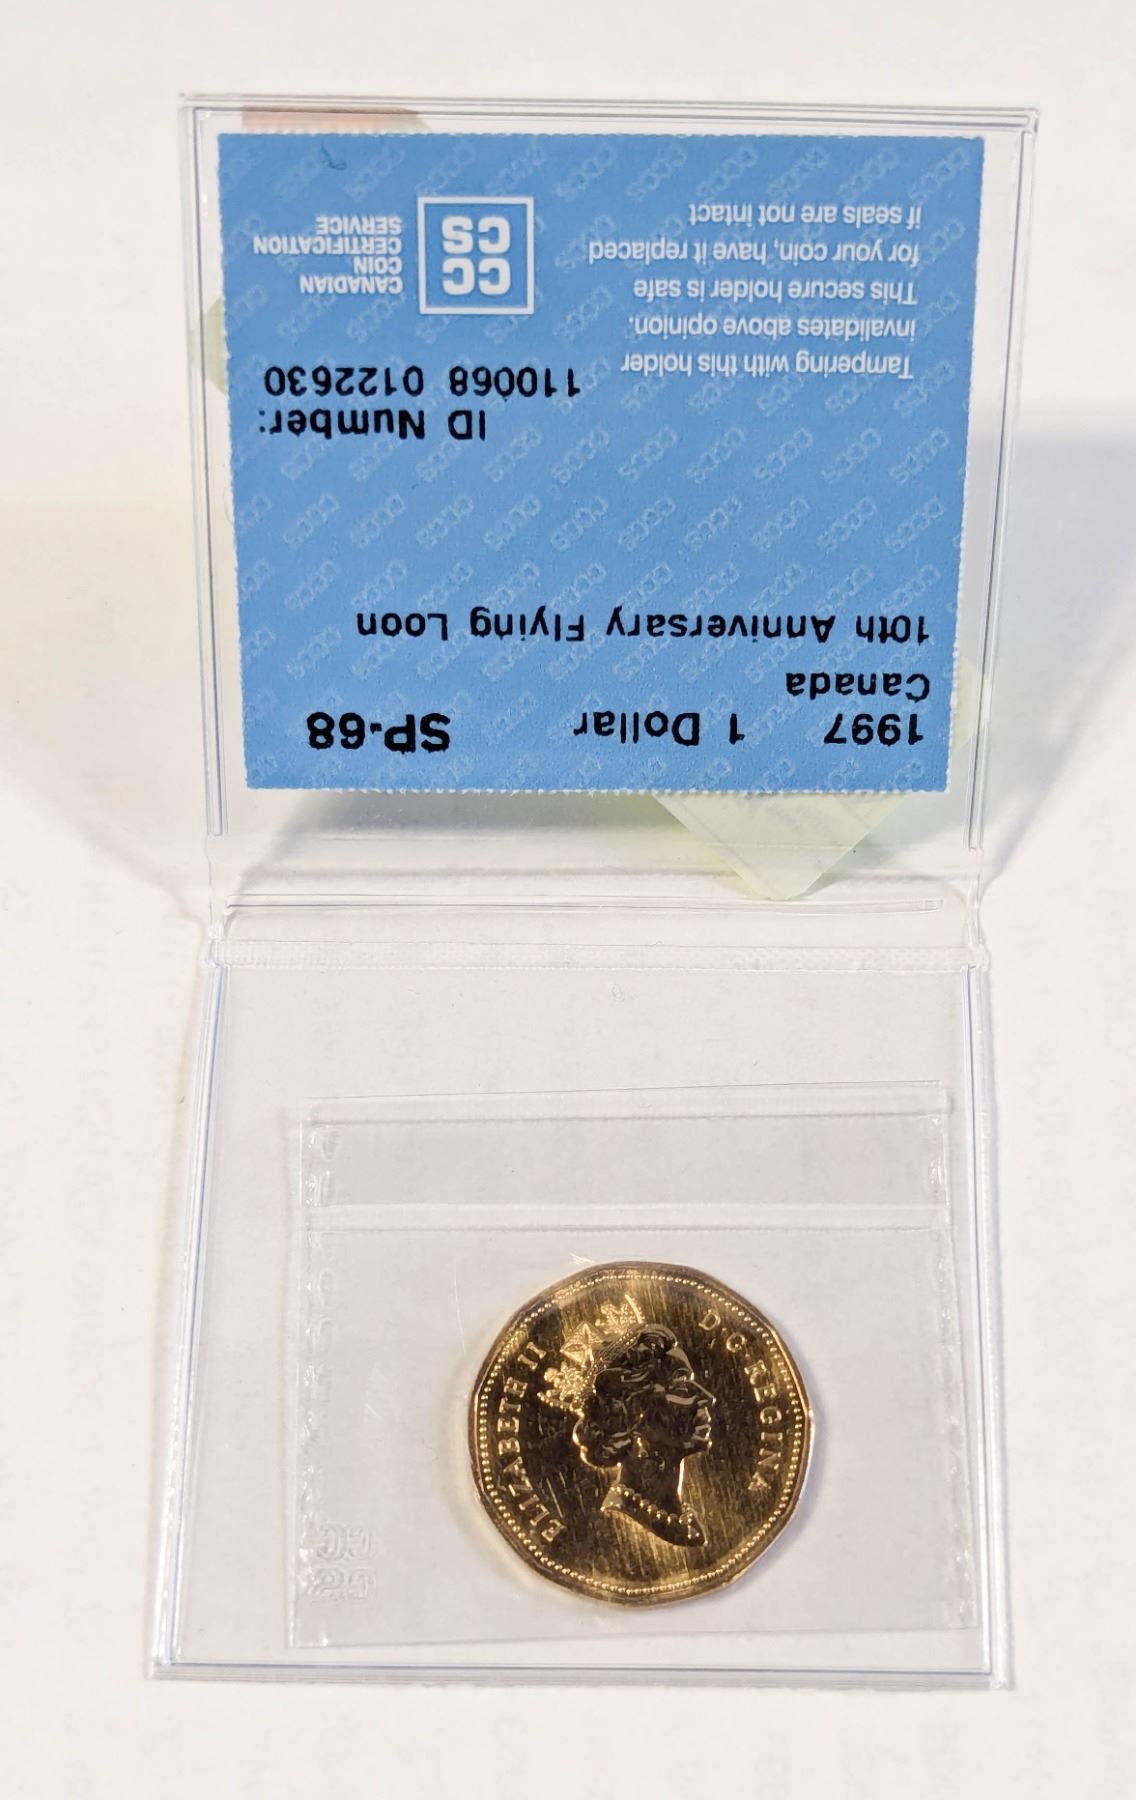 1997 1 Dollar SP-68
Canada
10th Anniversary Flying Loon
ID Number:
110068 0122630
Tampering with this holder
invalidates above opinion.
This secure holder is safe
for your coin, have it replaced
if seals are not intact
CC
CS
CANADIAN
COIN
CERTIFICATION
SERVICE
ELIZABETH II D·G·REGINA